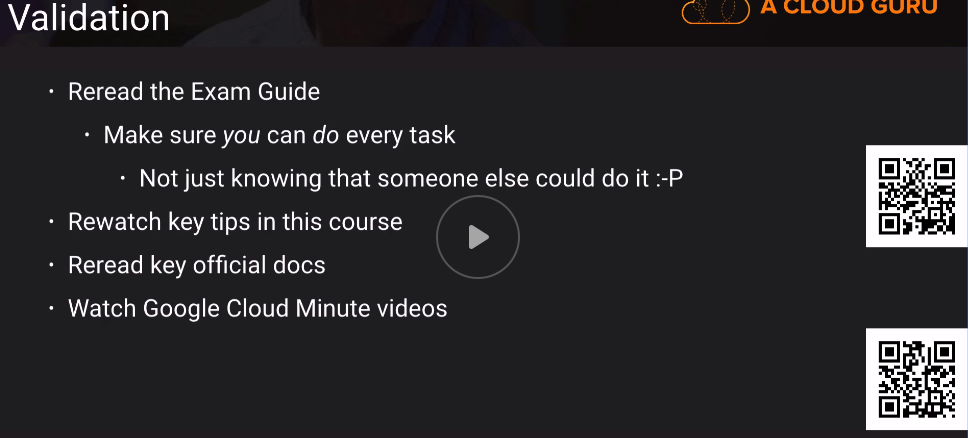 Validation
A CLOUD GURU
· Reread the Exam Guide
· Make sure you can do every task
· Not just knowing that someone else could do it :-P
· Rewatch key tips in this course
· Reread key official docs
· Watch Google Cloud Minute videos